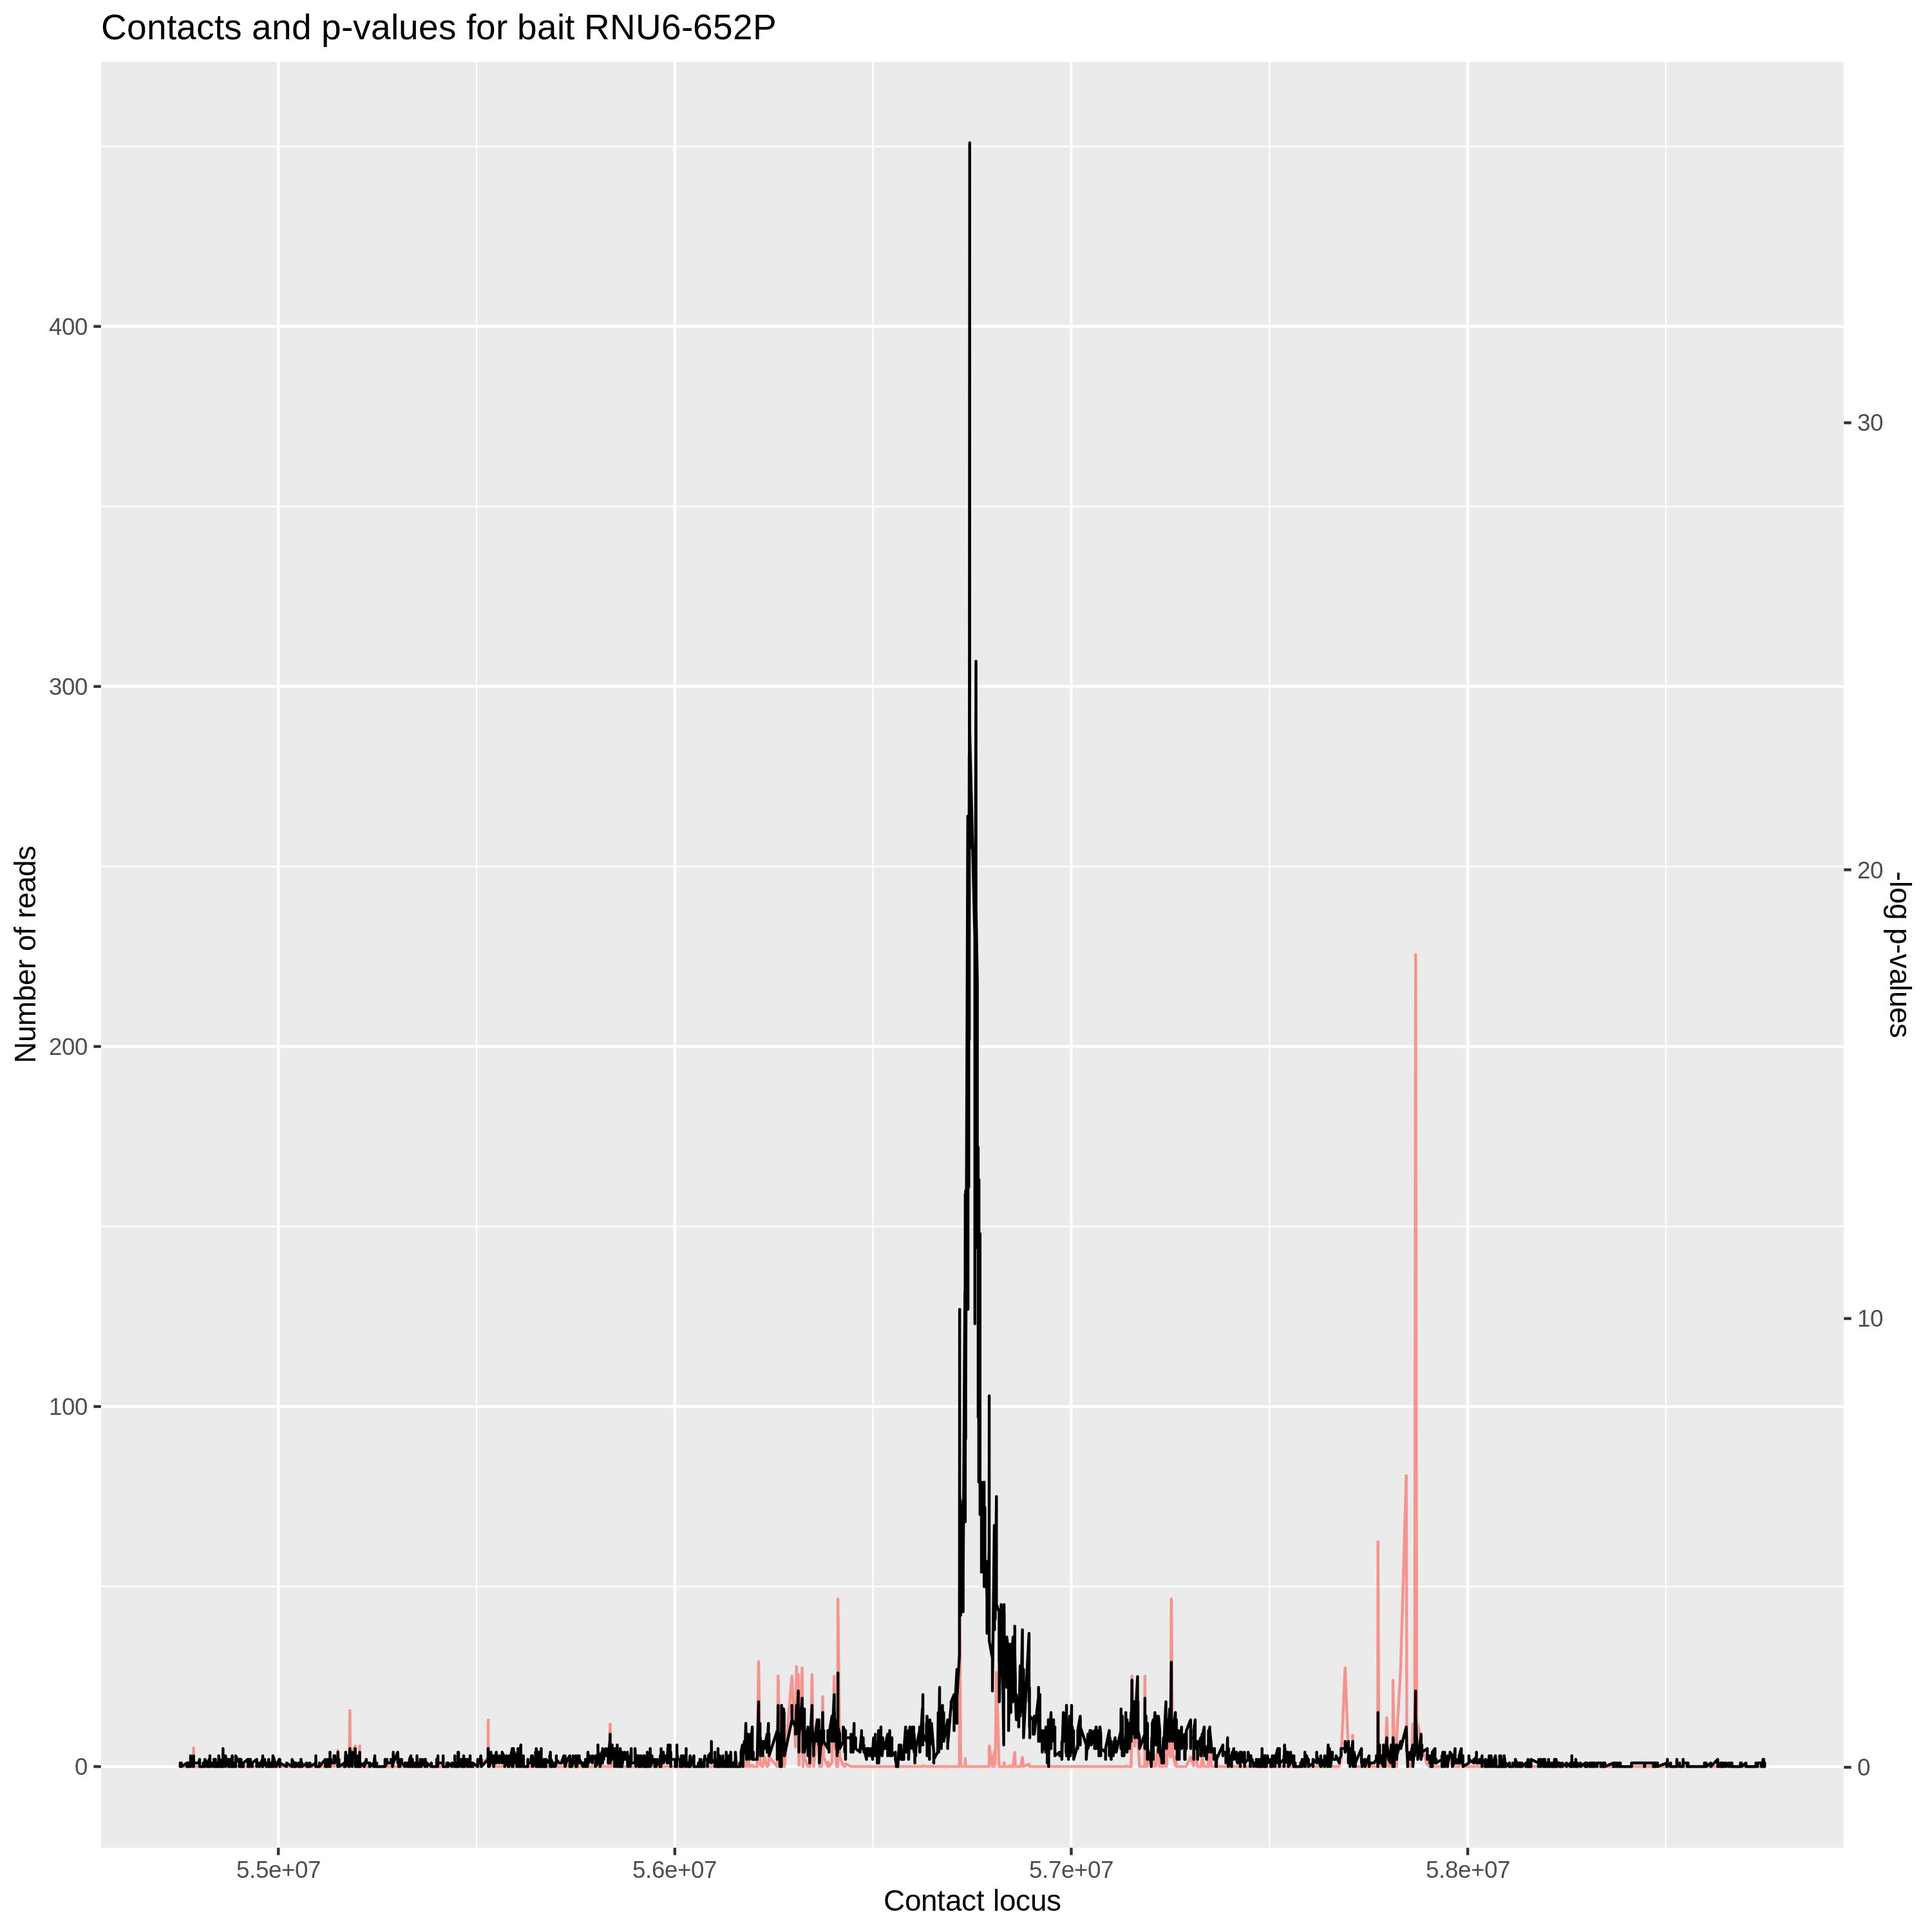 Contacts and p-values for bait RNU6-652P
400
300
200
100
0
Number of reads
30
20
10
0
-log p-values
5.5e+07
5.6e+07
5.7e+07
5.8e+07
Contact locus